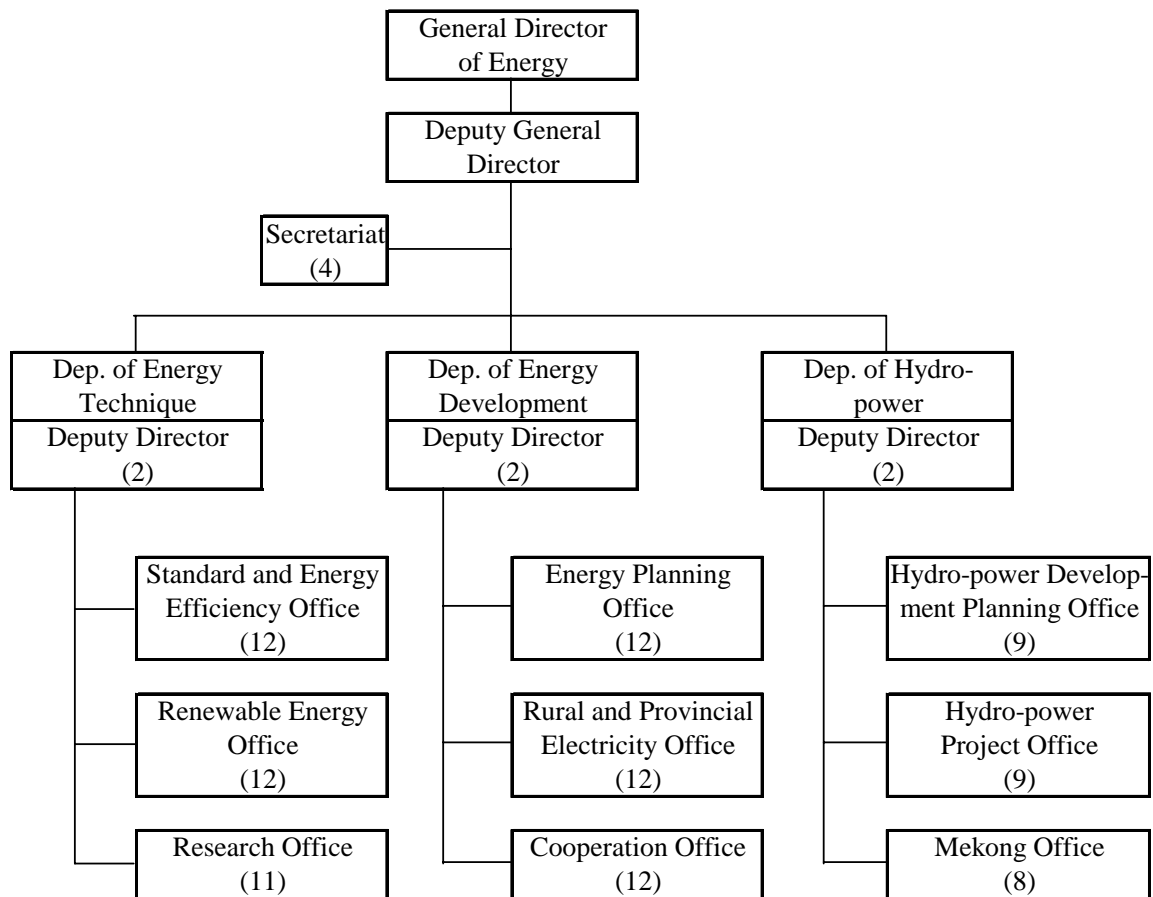 General Director
of Energy
Deputy General
Director
Secretariat
(4)
Dep. of Energy
Technique
Deputy Director
(2)
Dep. of Energy
Development
Deputy Director
(2)
Dep. of Hydro-
power
Deputy Director
(2)
Standard and Energy
Efficiency Office
(12)
Renewable Energy
Office
(12)
Research Office
(11)
Energy Planning
Office
(12)
Rural and Provincial
Electricity Office
(12)
Cooperation Office
(12)
Hydro-power Develop-
ment Planning Office
(9)
Hydro-power
Project Office
(9)
Mekong Office
(8)